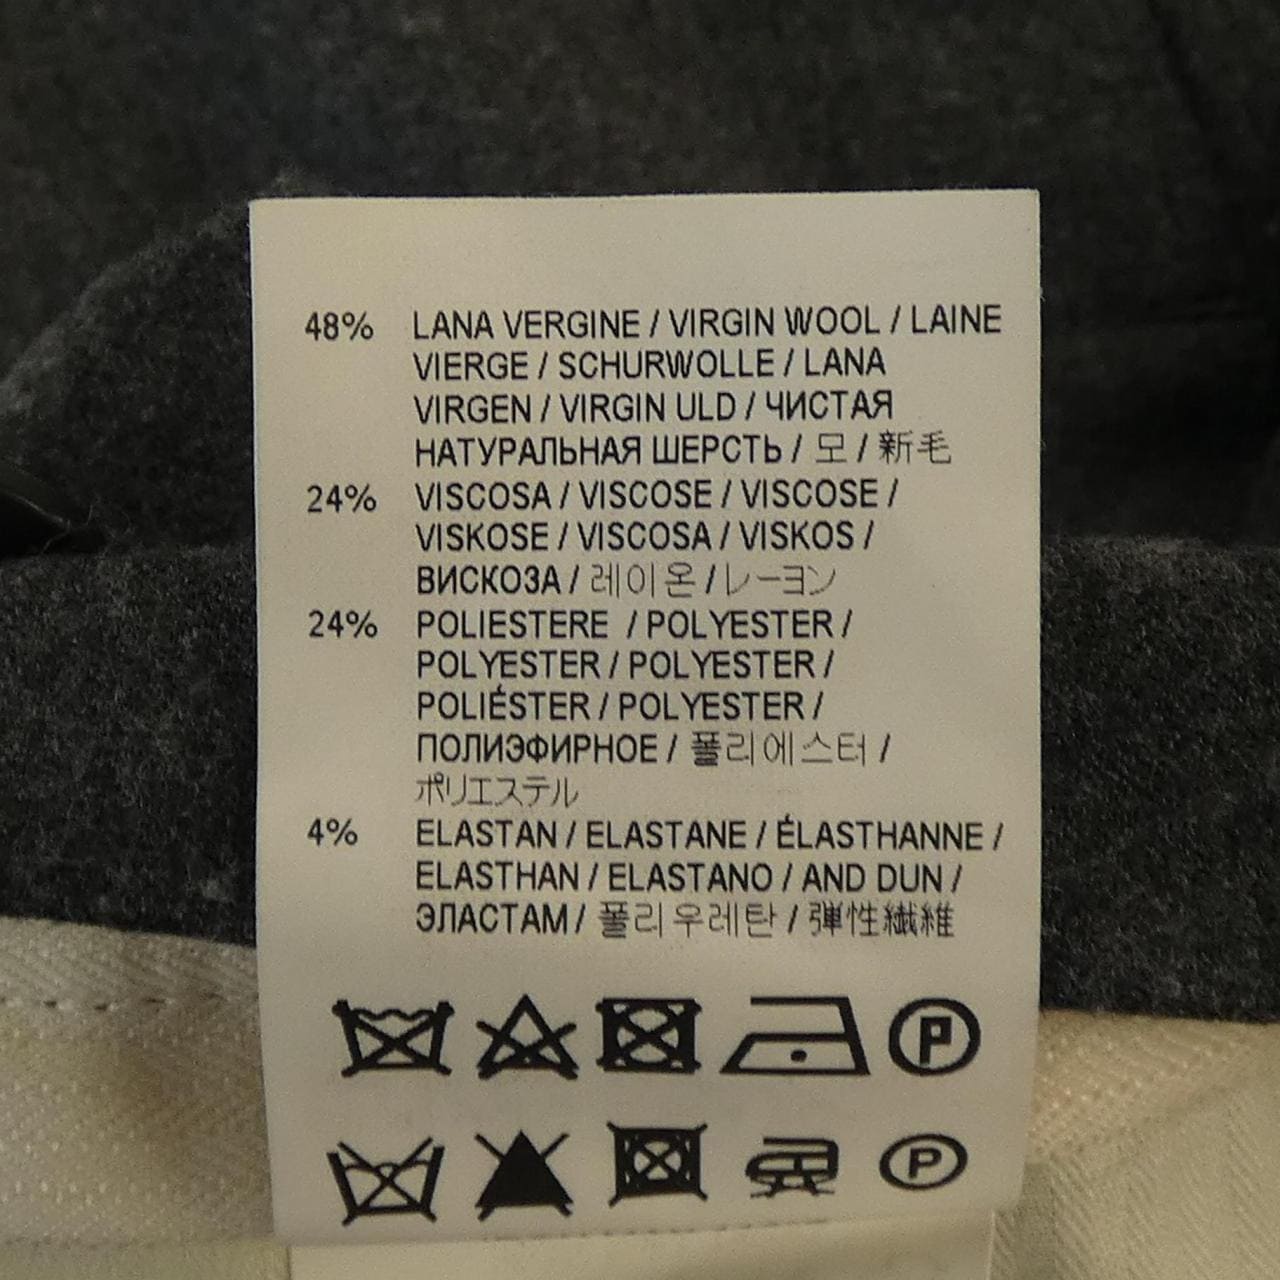 48% LANA VERGINE / VIRGIN WOOL / LAINE
VIERGE / SCHURWOLLE / LANA
VIRGEN / VIRGIN ULD / ЧИСТАЯ
НАТУРАЛЬНАЯ ШЕРСТЬ / 모 / 新毛
24% VISCOSA / VISCOSE / VISCOSE /
VISKOSE / VISCOSA / VISKOS /
ВИСКОЗА / 레이온 / レーヨン
24% POLIESTERE / POLYESTER /
POLYESTER / POLYESTER /
POLIÉSTER / POLYESTER /
ПОЛИЭФИРНОЕ / 폴리에스터 /
ポリエステル
4% ELASTAN / ELASTANE / ÉLASTHANNE /
ELASTHAN / ELASTANO / AND DUN /
ЭЛАСТАМ / 폴리우레탄 / 弾性繊維
P
P